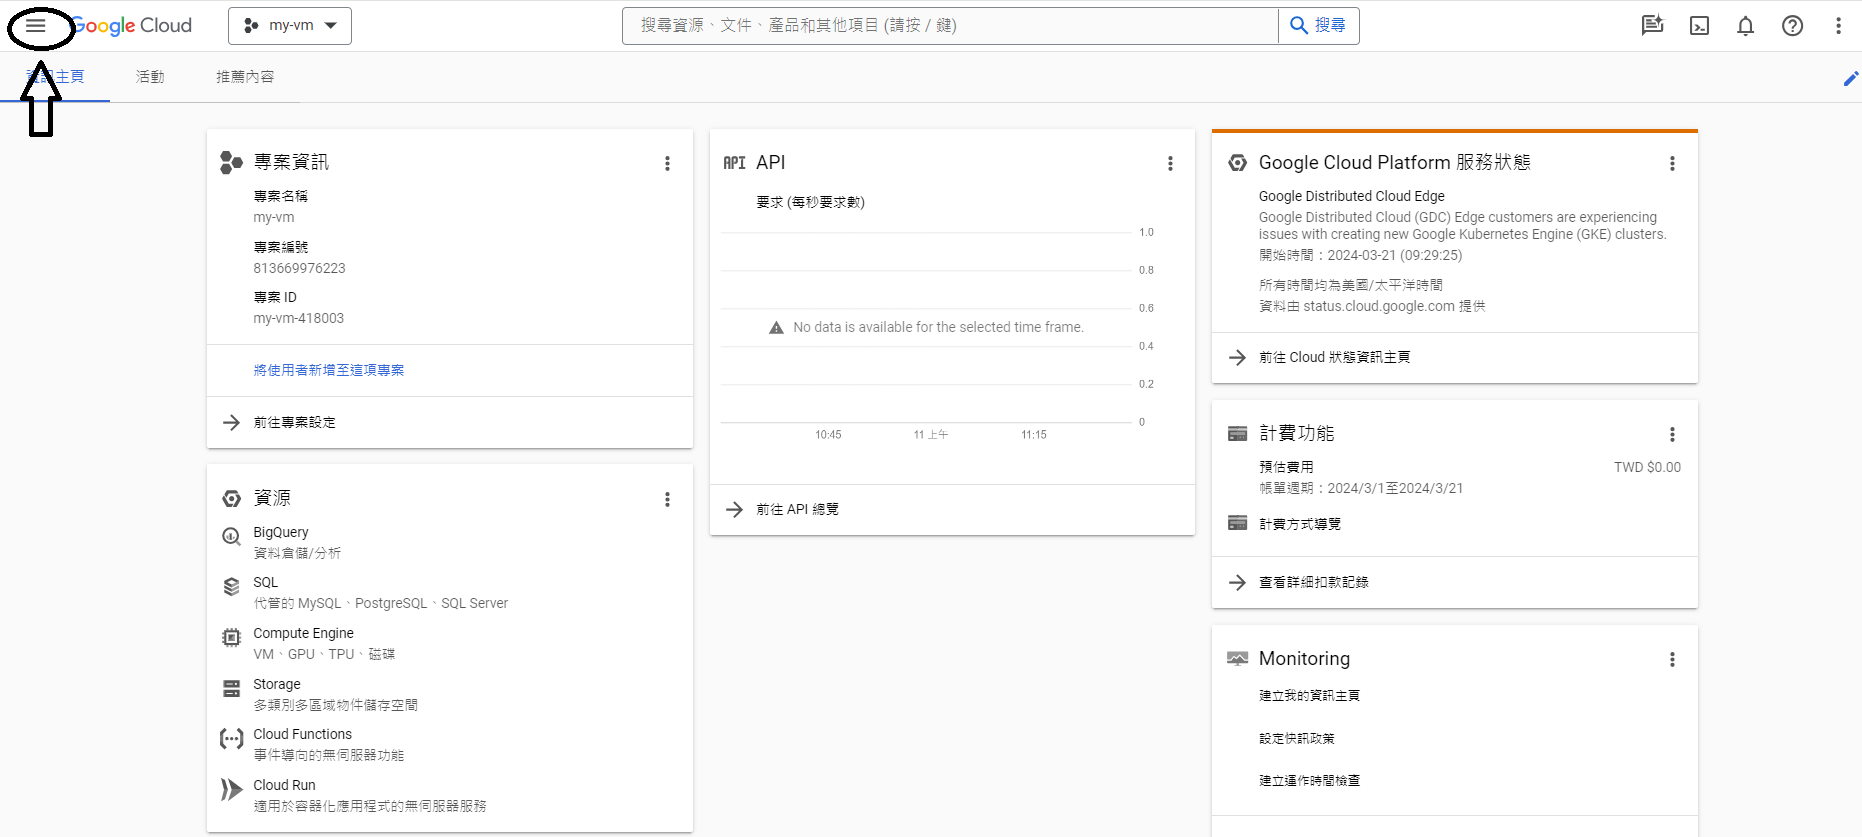 Google Cloud
my-vm
搜尋資源、文件、產品和其他項目 (請按 / 鍵)
搜尋
資訊主頁
活動
推薦內容
專案資訊
專案名稱
my-vm
專案編號
813669976223
專案 ID
my-vm-418003
將使用者新增至這項專案
前往專案設定
資源
BigQuery
資料倉儲/分析
SQL
代管的 MySQL、PostgreSQL、SQL Server
Compute Engine
VM、GPU、TPU、磁碟
Storage
多類別多區域物件儲存空間
Cloud Functions
事件導向的無伺服器功能
Cloud Run
適用於容器化應用程式的無伺服器服務
API API
要求 (每秒要求數)
1.0
0.8
0.6
No data is available for the selected time frame.
0.4
0.2
0
10:45
11 上午
11:15
前往 API 總覽
Google Cloud Platform 服務狀態
Google Distributed Cloud Edge
Google Distributed Cloud (GDC) Edge customers are experiencing
issues with creating new Google Kubernetes Engine (GKE) clusters.
開始時間：2024-03-21 (09:29:25)
所有時間均為美國/太平洋時間
資料由 status.cloud.google.com 提供
前往 Cloud 狀態資訊主頁
計費功能
預估費用 TWD $0.00
帳單週期：2024/3/1至2024/3/21
計費方式導覽
查看詳細扣款記錄
Monitoring
建立我的資訊主頁
設定快訊政策
建立運作時間檢查